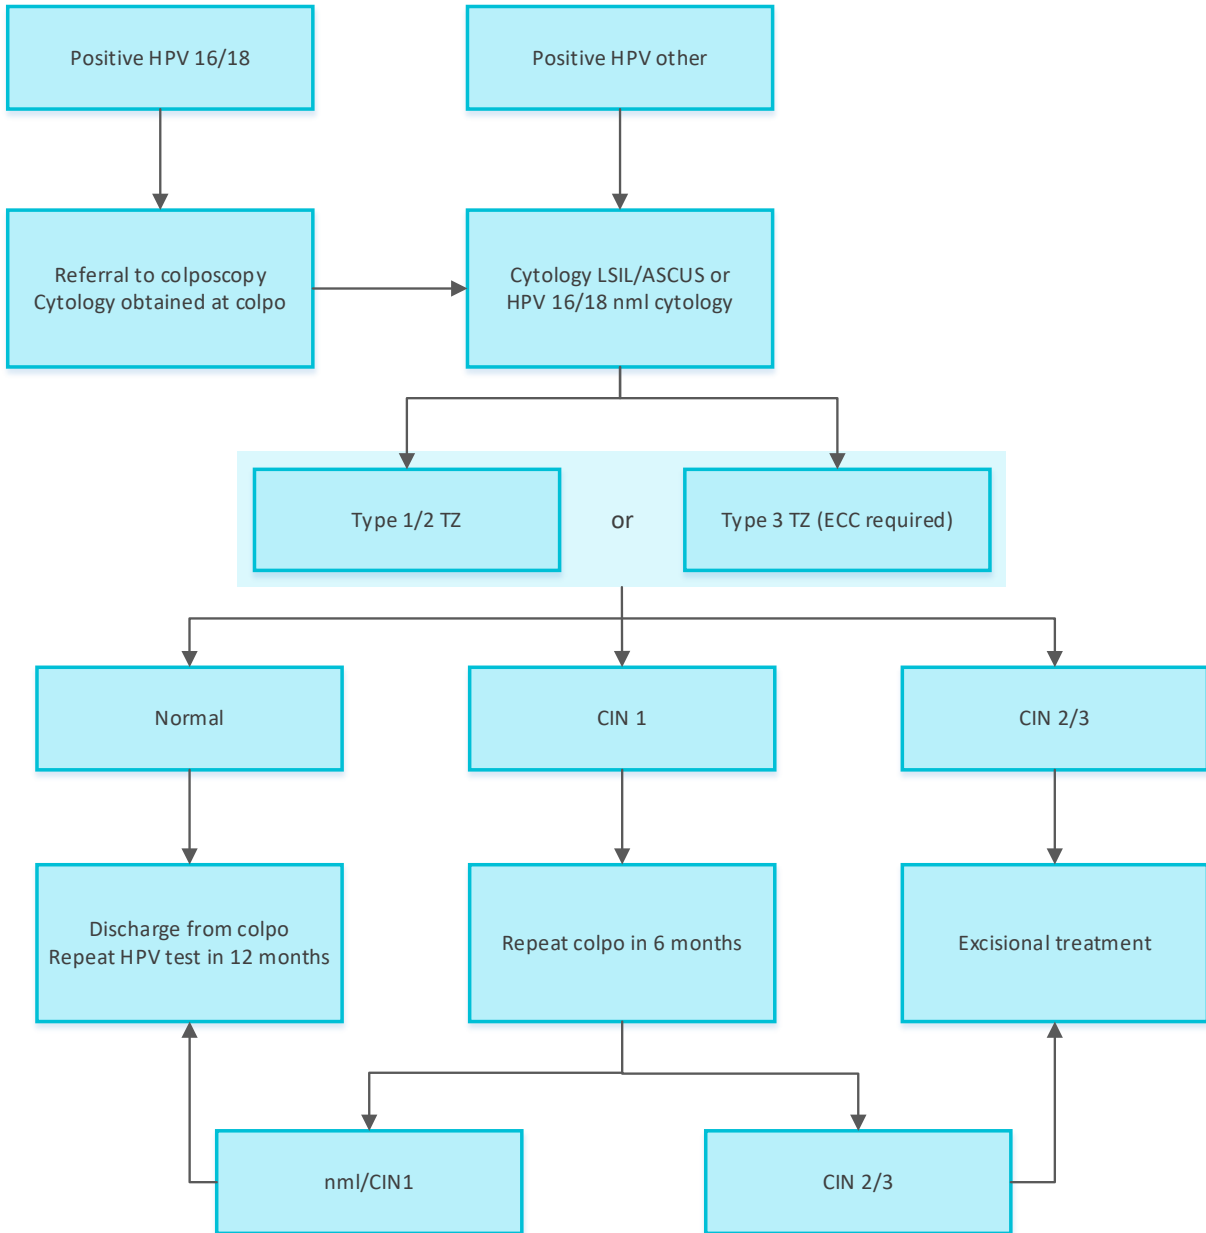 Positive HPV 16/18
Positive HPV other
Referral to colposcopy
Cytology obtained at colpo
Cytology LSIL/ASCUS or
HPV 16/18 nml cytology
Type 1/2 TZ
or
Type 3 TZ (ECC required)
Normal
CIN 1
CIN 2/3
Discharge from colpo
Repeat HPV test in 12 months
Repeat colpo in 6 months
Excisional treatment
nml/CIN1
CIN 2/3